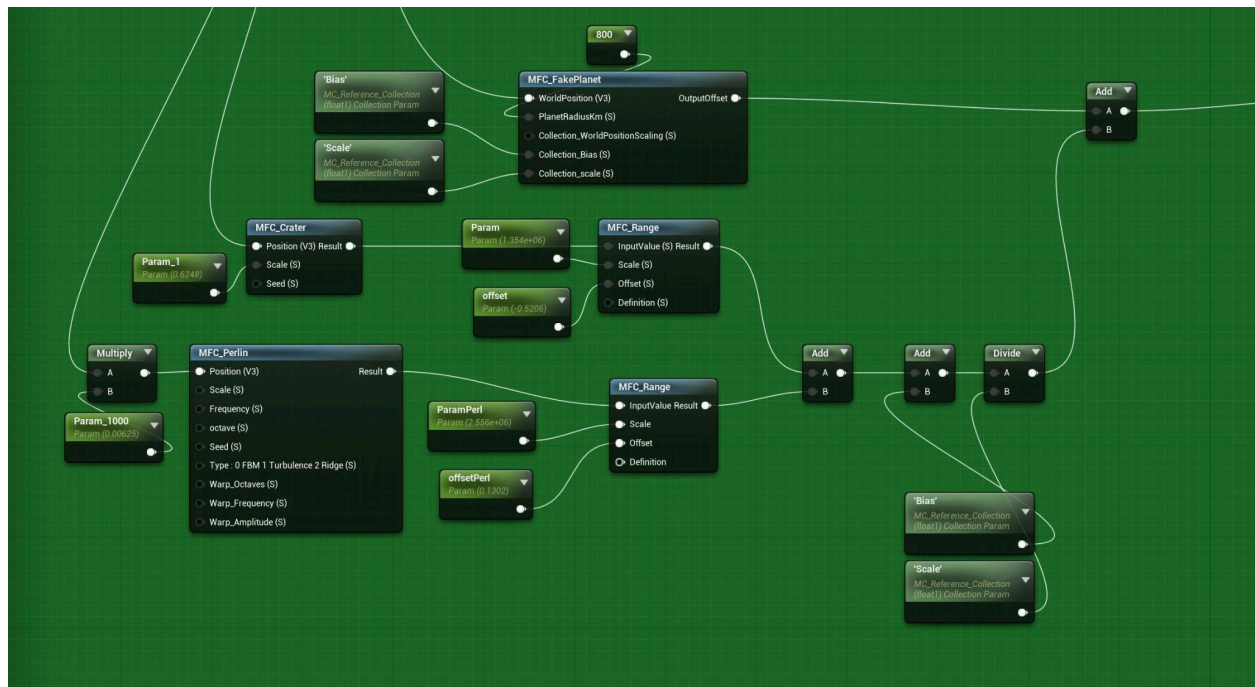 800
'Bias'
MC_Reference_Collection
(float1) Collection Param
MFC_FakePlanet
WorldPosition (V3) OutputOffset
PlanetRadiusKm (S)
Collection_WorldPositionScaling (S)
Collection_Bias (S)
Collection_scale (S)
'Scale'
MC_Reference_Collection
(float1) Collection Param
Add
A
B
MFC_Crater
Position (V3) Result
Scale (S)
Seed (S)
Param_1
Param (0.6248)
Param
Param (1.354e+06)
offset
Param (-0.5206)
MFC_Range
InputValue (S) Result
Scale (S)
Offset (S)
Definition (S)
Multiply
A
B
Param_1000
Param (0.00625)
MFC_Perlin
Position (V3) Result
Scale (S)
Frequency (S)
octave (S)
Seed (S)
Type : 0 FBM 1 Turbulence 2 Ridge (S)
Warp_Octaves (S)
Warp_Frequency (S)
Warp_Amplitude (S)
ParamPerl
Param (2.556e+06)
offsetPerl
Param (0.1302)
MFC_Range
InputValue Result
Scale
Offset
Definition
Add
A
B
Add
A
B
Divide
A
B
'Bias'
MC_Reference_Collection
(float1) Collection Param
'Scale'
MC_Reference_Collection
(float1) Collection Param